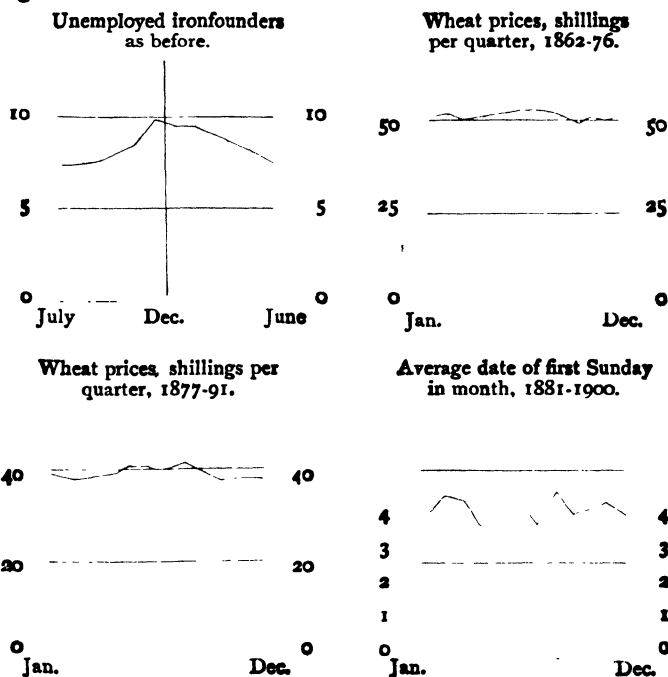 Unemployed ironfounders
as before.
10 10
5 5
0 0
July Dec. June
Wheat prices, shillings
per quarter, 1862-76.
50 50
25 25
0 0
Jan. Dec.
Wheat prices, shillings per
quarter, 1877-91.
40 40
20 20
0 0
Jan. Dec.
Average date of first Sunday
in month, 1881-1900.
4 4
3 3
2 2
1 1
0 0
Jan. Dec.